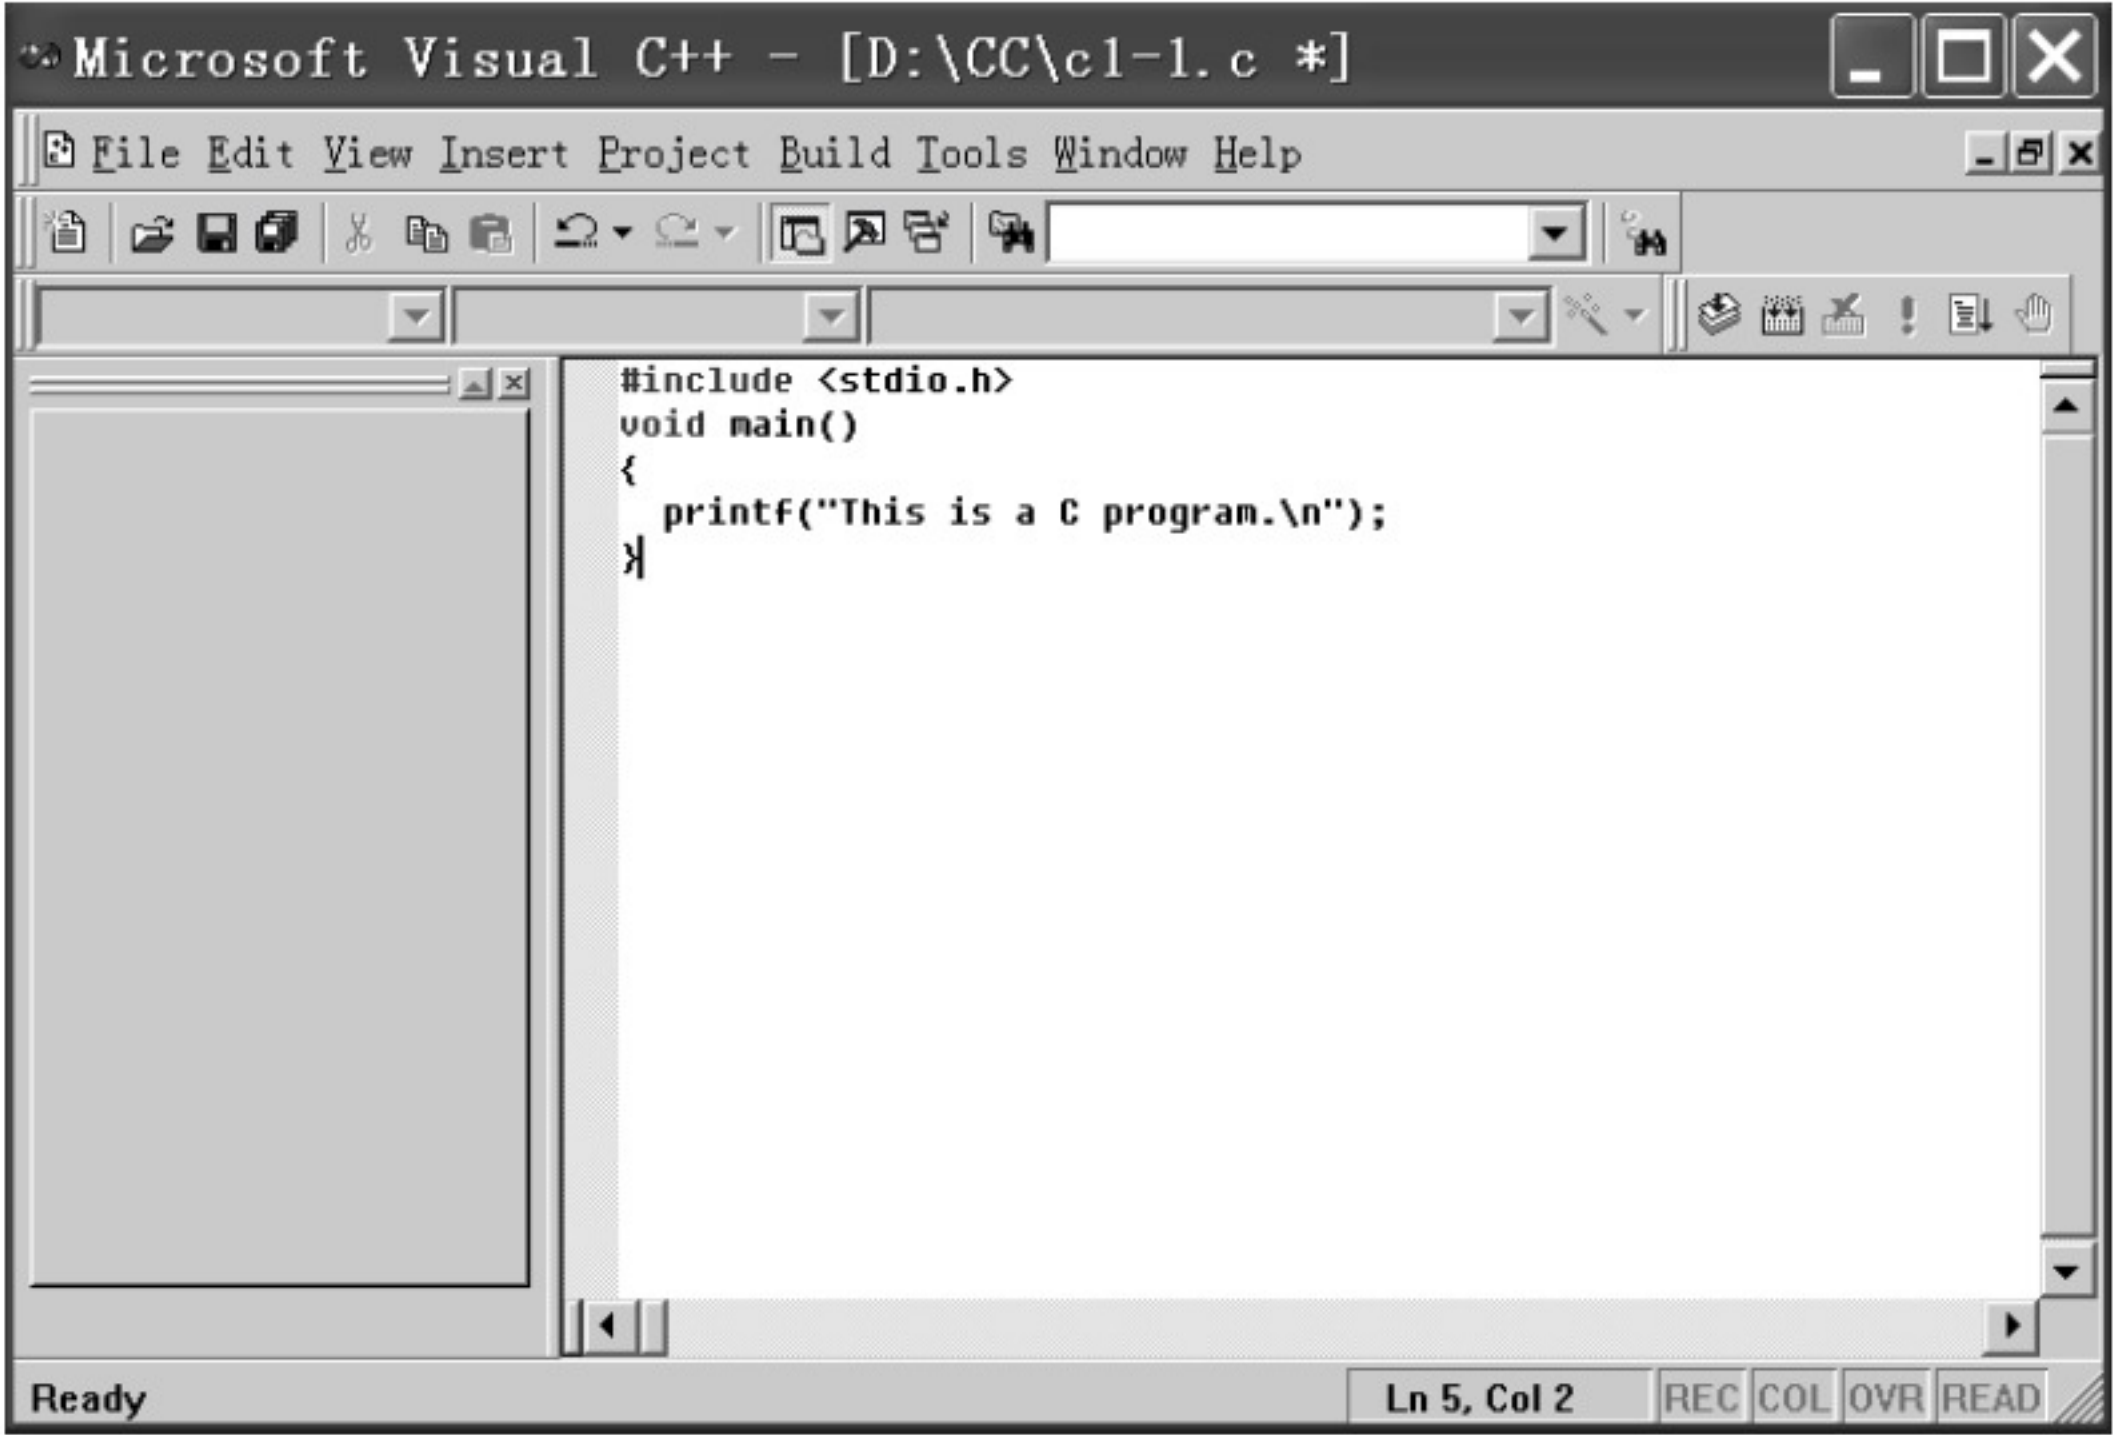 Microsoft Visual C++ - [D:\CC\c1-1.c *]
File Edit View Insert Project Build Tools Window Help
#include <stdio.h>
void main()
{
  printf("This is a C program.\n");
}
Ready Ln 5, Col 2 REC COL OVR READ